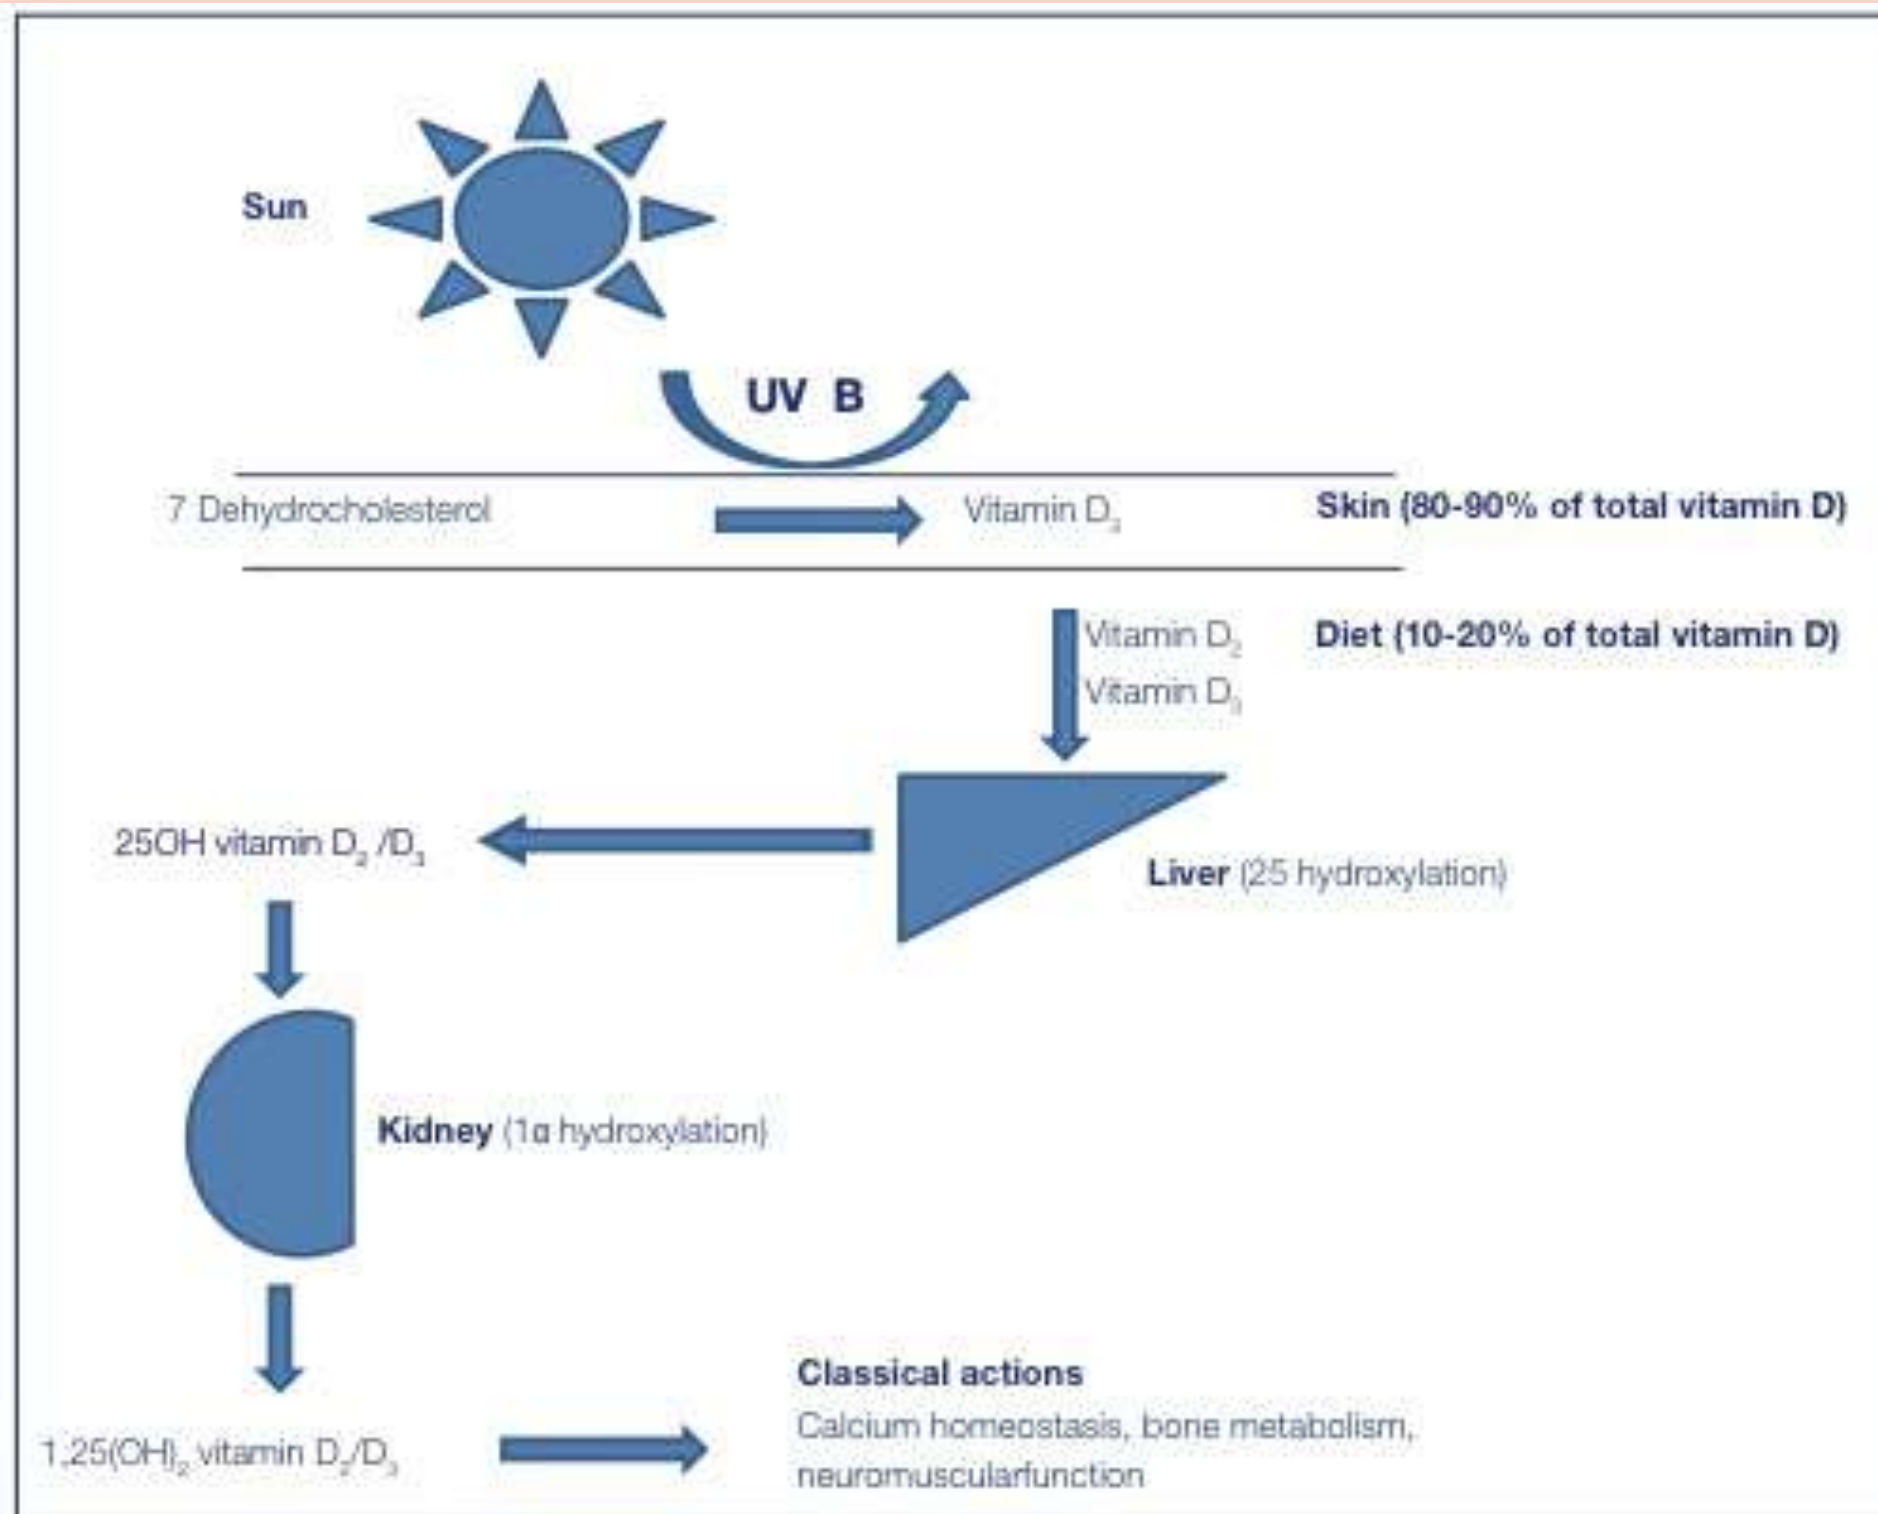 Sun
UV B
7 Dehydrocholesterol
Vitamin D₃
Skin (80-90% of total vitamin D)
Vitamin D₂
Diet (10-20% of total vitamin D)
Vitamin D₃
25OH vitamin D₂ /D₃
Liver (25 hydroxylation)
Kidney (1α hydroxylation)
Classical actions
Calcium homeostasis, bone metabolism,
1,25(OH)₂ vitamin D₂/D₃
neuromuscularfunction